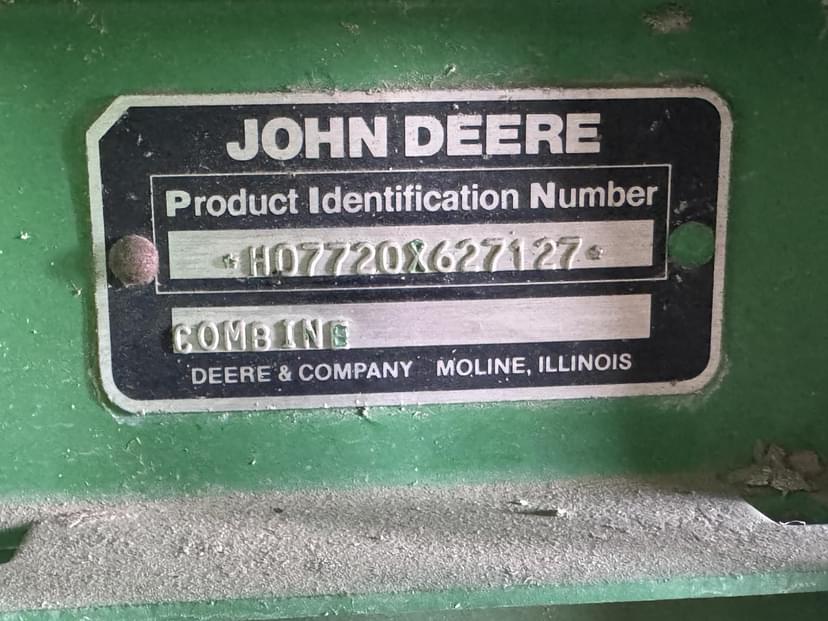 JOHN DEERE
Product Identification Number
*H07720X627127*
COMBINE
DEERE & COMPANY MOLINE, ILLINOIS